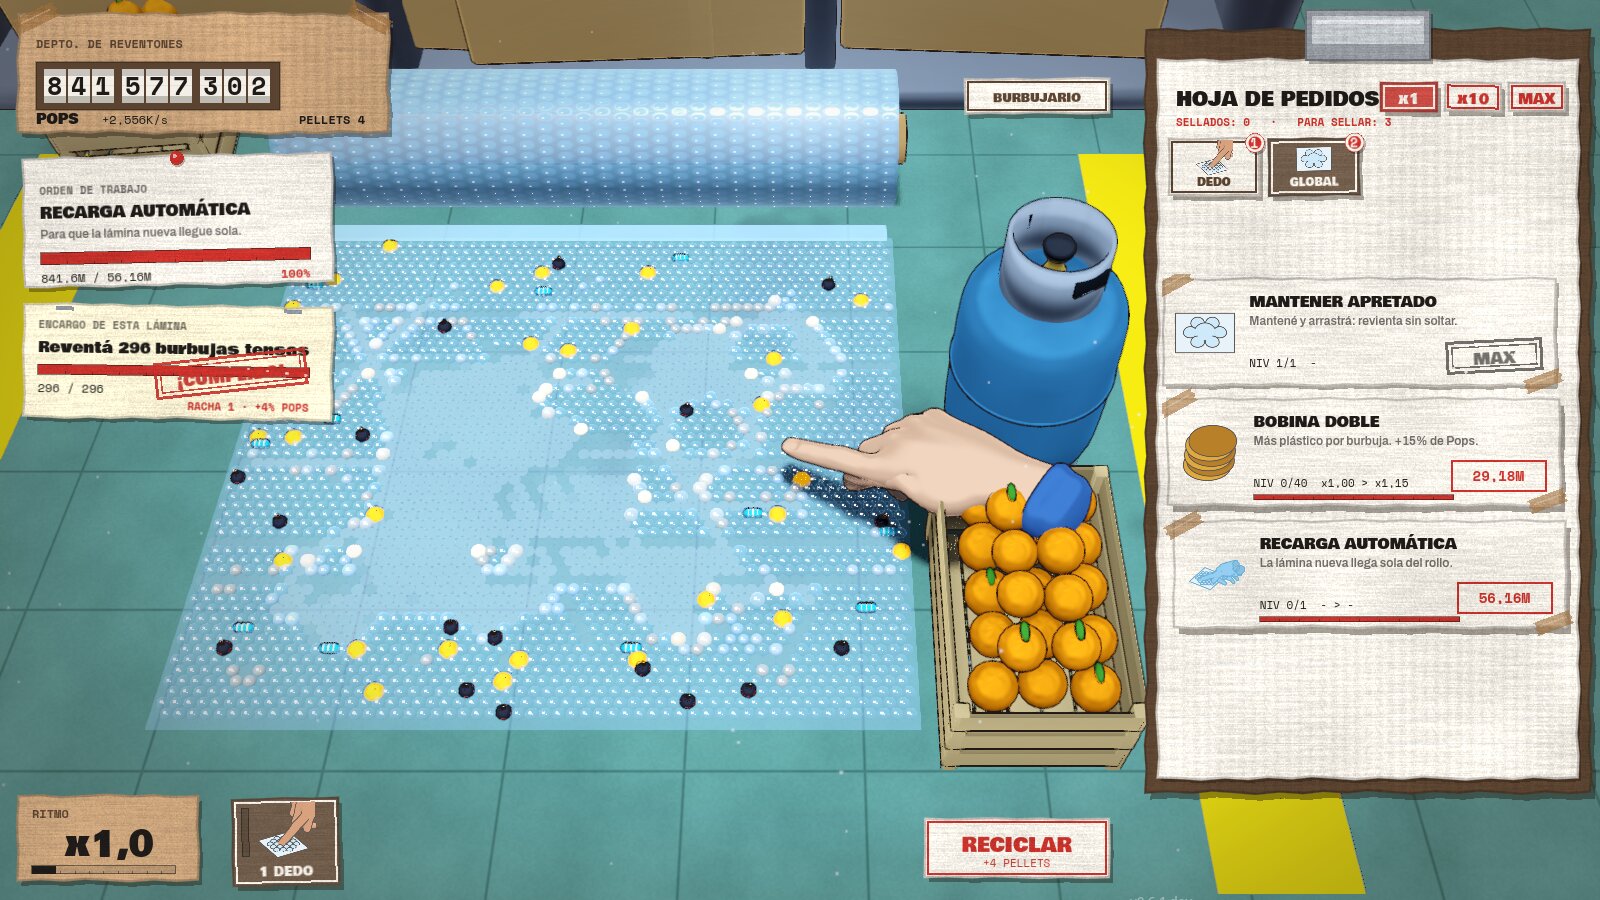 DEPTO. DE REVENTONES
841 577 302
POPS +2,556K/s PELLETS 4
ORDEN DE TRABAJO
RECARGA AUTOMÁTICA
Para que la lámina nueva llegue sola.
841.6M / 56.16M 100%
ENCARGO DE ESTA LÁMINA
Reventá 296 burbujas tensas
296 / 296
RACHA 1 · +4% POPS
BURBUJARIO
HOJA DE PEDIDOS
x1
x10
MAX
SELLADOS: 0 · PARA SELLAR: 3
1
DEDO
2
GLOBAL
MANTENER APRETADO
Mantené y arrastrá: revienta sin soltar.
NIV 1/1 -
MAX
BOBINA DOBLE
Más plástico por burbuja. +15% de Pops.
NIV 0/40 x1,00 > x1,15
29,18M
RECARGA AUTOMÁTICA
La lámina nueva llega sola del rollo.
NIV 0/1 - > -
56,16M
RITMO
x1,0
1 DEDO
RECICLAR
+4 PELLETS